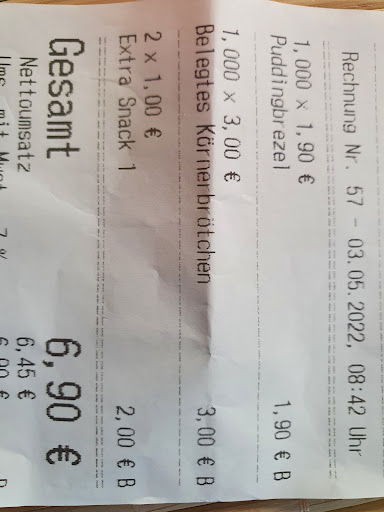 Rechnung Nr. 57 - 03.05.2022, 08:42 Uhr
1,000 x 1,90 €
Puddingbrezel 1,90 € B
1,000 x 3,00 €
Belegtes Körnerbrötchen 3,00 € B
2 x 1,00 €
Extra Snack 1 2,00 € B
Gesamt 6,90 €
Nettoumsatz 6,45 €